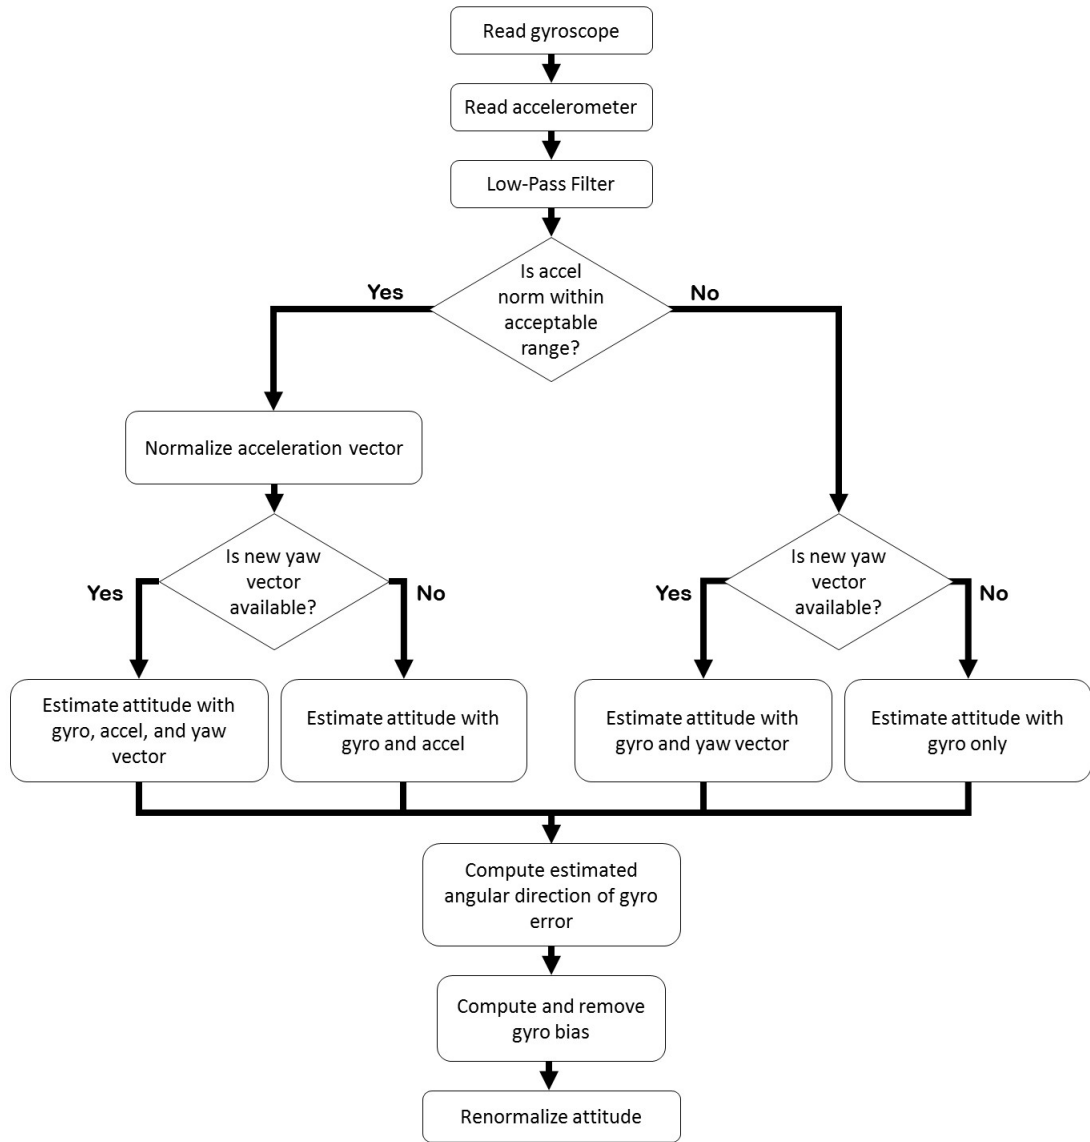 Read gyroscope
Read accelerometer
Low-Pass Filter
Is accel
norm within
acceptable
range?
Yes
No
Normalize acceleration vector
Is new yaw
vector
available?
Yes
No
Is new yaw
vector
available?
Yes
No
Estimate attitude with
gyro, accel, and yaw
vector
Estimate attitude with
gyro and accel
Estimate attitude with
gyro and yaw vector
Estimate attitude with
gyro only
Compute estimated
angular direction of gyro
error
Compute and remove
gyro bias
Renormalize attitude